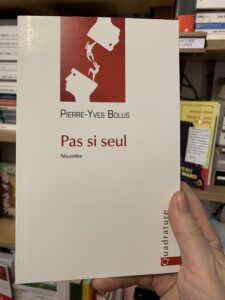 PIERRE-YVES BOLUS
Pas si seul
Nouvelles
Quadrature